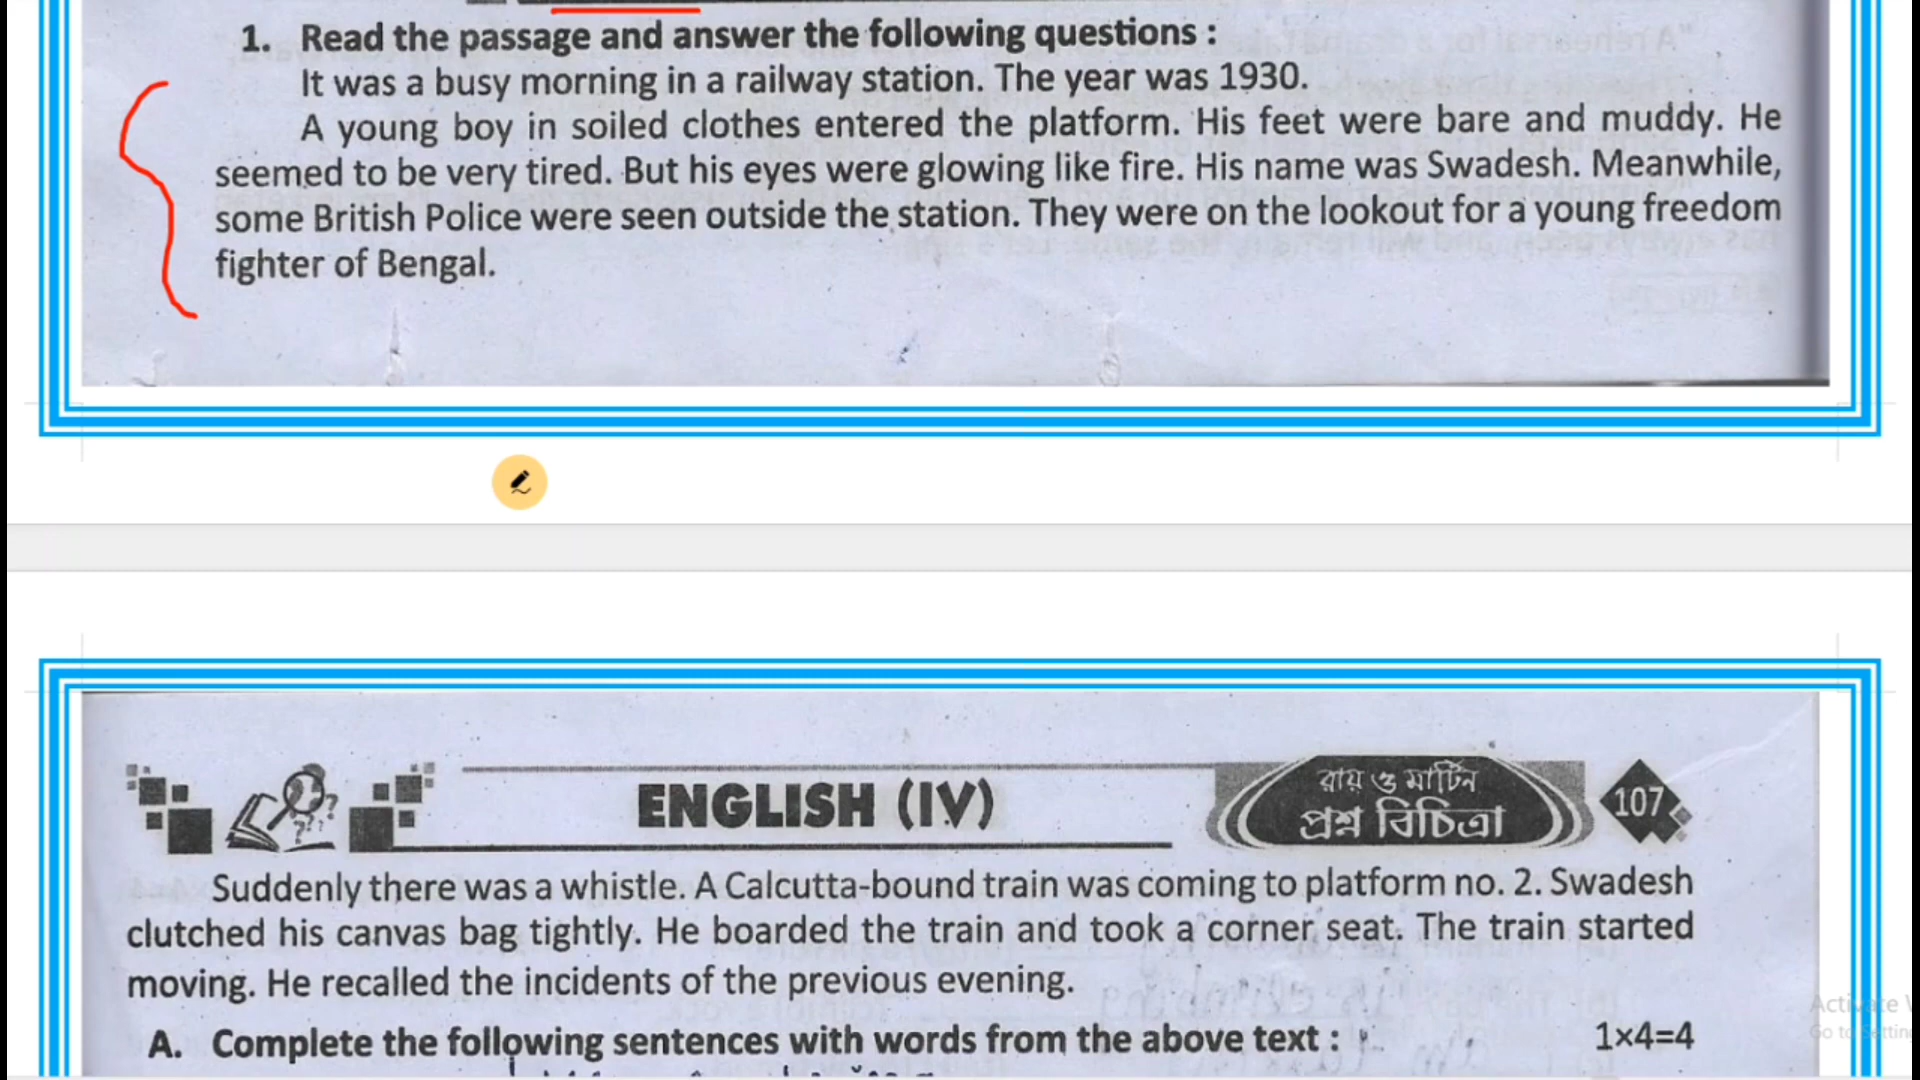 1. Read the passage and answer the following questions :
It was a busy morning in a railway station. The year was 1930.
A young boy in soiled clothes entered the platform. His feet were bare and muddy. He
seemed to be very tired. But his eyes were glowing like fire. His name was Swadesh. Meanwhile,
some British Police were seen outside the station. They were on the lookout for a young freedom
fighter of Bengal.
ENGLISH (IV)
রায় ও মার্টিন
প্রশ্ন বিচিত্রা
107
Suddenly there was a whistle. A Calcutta-bound train was coming to platform no. 2. Swadesh
clutched his canvas bag tightly. He boarded the train and took a corner seat. The train started
moving. He recalled the incidents of the previous evening.
A. Complete the following sentences with words from the above text : 1×4=4
Activate
Go to